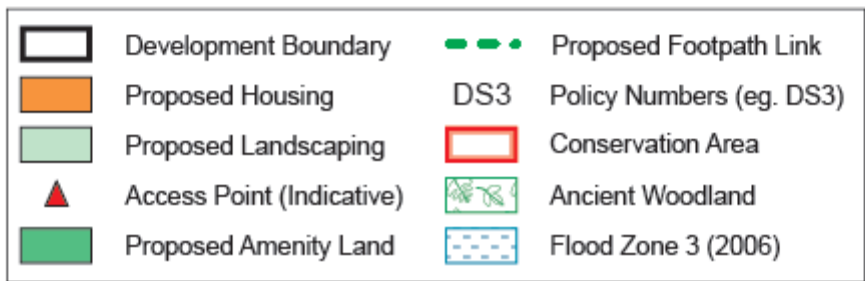 Development Boundary
Proposed Footpath Link
Proposed Housing
DS3 Policy Numbers (eg. DS3)
Proposed Landscaping
Conservation Area
Access Point (Indicative)
Ancient Woodland
Proposed Amenity Land
Flood Zone 3 (2006)